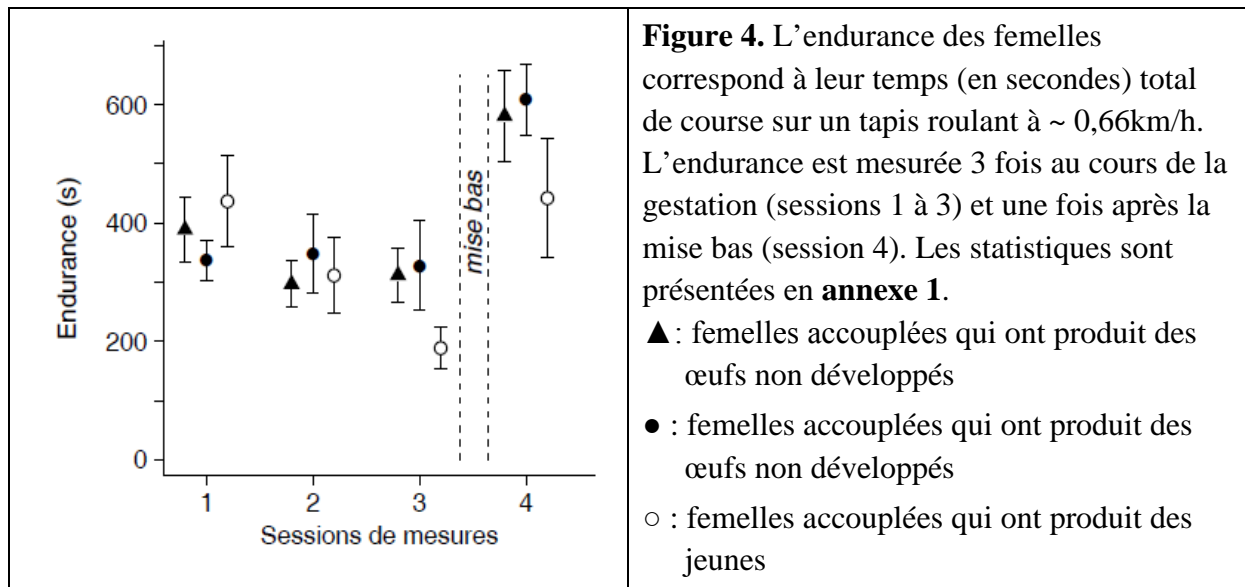 600
400
200
0
Endurance (s)
mise bas
1 2 3 4
Sessions de mesures
Figure 4. L'endurance des femelles
correspond à leur temps (en secondes) total
de course sur un tapis roulant à ~ 0,66km/h.
L'endurance est mesurée 3 fois au cours de la
gestation (sessions 1 à 3) et une fois après la
mise bas (session 4). Les statistiques sont
présentées en annexe 1.
▲: femelles accouplées qui ont produit des
œufs non développés
● : femelles accouplées qui ont produit des
œufs non développés
○ : femelles accouplées qui ont produit des
jeunes